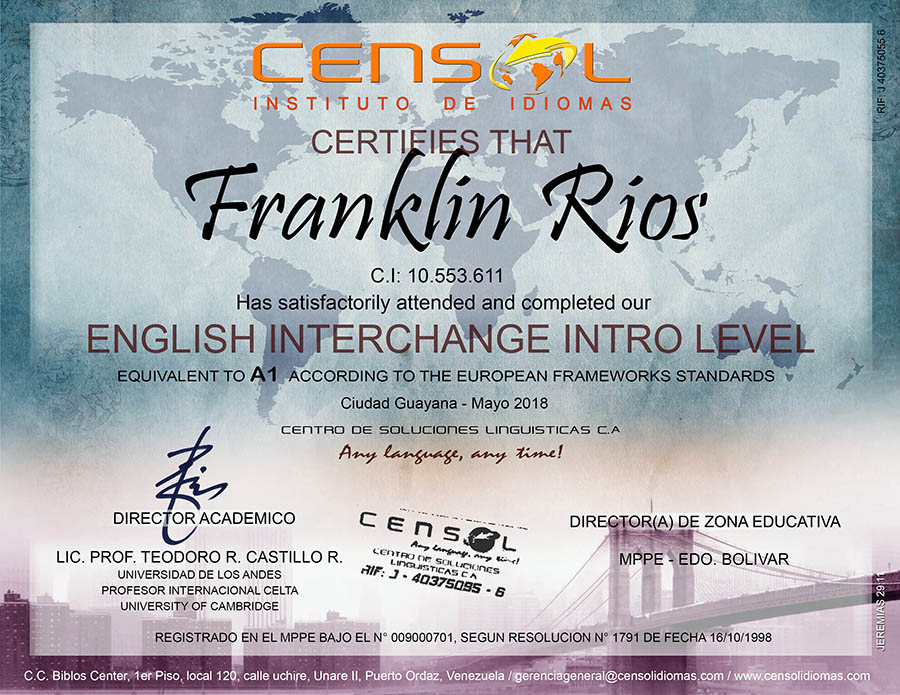 CENSOL
INSTITUTO DE IDIOMAS
CERTIFIES THAT
Franklin Ríos
C.I: 10.553.611
Has satisfactorily attended and completed our
ENGLISH INTERCHANGE INTRO LEVEL
EQUIVALENT TO A1 ACCORDING TO THE EUROPEAN FRAMEWORKS STANDARDS
Ciudad Guayana - Mayo 2018
CENTRO DE SOLUCIONES LINGUISTICAS C.A
Any language, any time!
DIRECTOR ACADEMICO
LIC. PROF. TEODORO R. CASTILLO R.
UNIVERSIDAD DE LOS ANDES
PROFESOR INTERNACIONAL CELTA
UNIVERSITY OF CAMBRIDGE
CENSOL
Any language, any time!
CENTRO DE SOLUCIONES
LINGUISTICAS C A
RIF: J - 40375095 - 6
DIRECTOR(A) DE ZONA EDUCATIVA
MPPE - EDO. BOLIVAR
REGISTRADO EN EL MPPE BAJO EL N° 009000701, SEGUN RESOLUCION N° 1791 DE FECHA 16/10/1998
C.C. Biblos Center, 1er Piso, local 120, calle uchire, Unare II, Puerto Ordaz, Venezuela / gerenciageneral@censolidiomas.com / www.censolidiomas.com
RIF: J 40375055 6
JEREMIAS 29:11